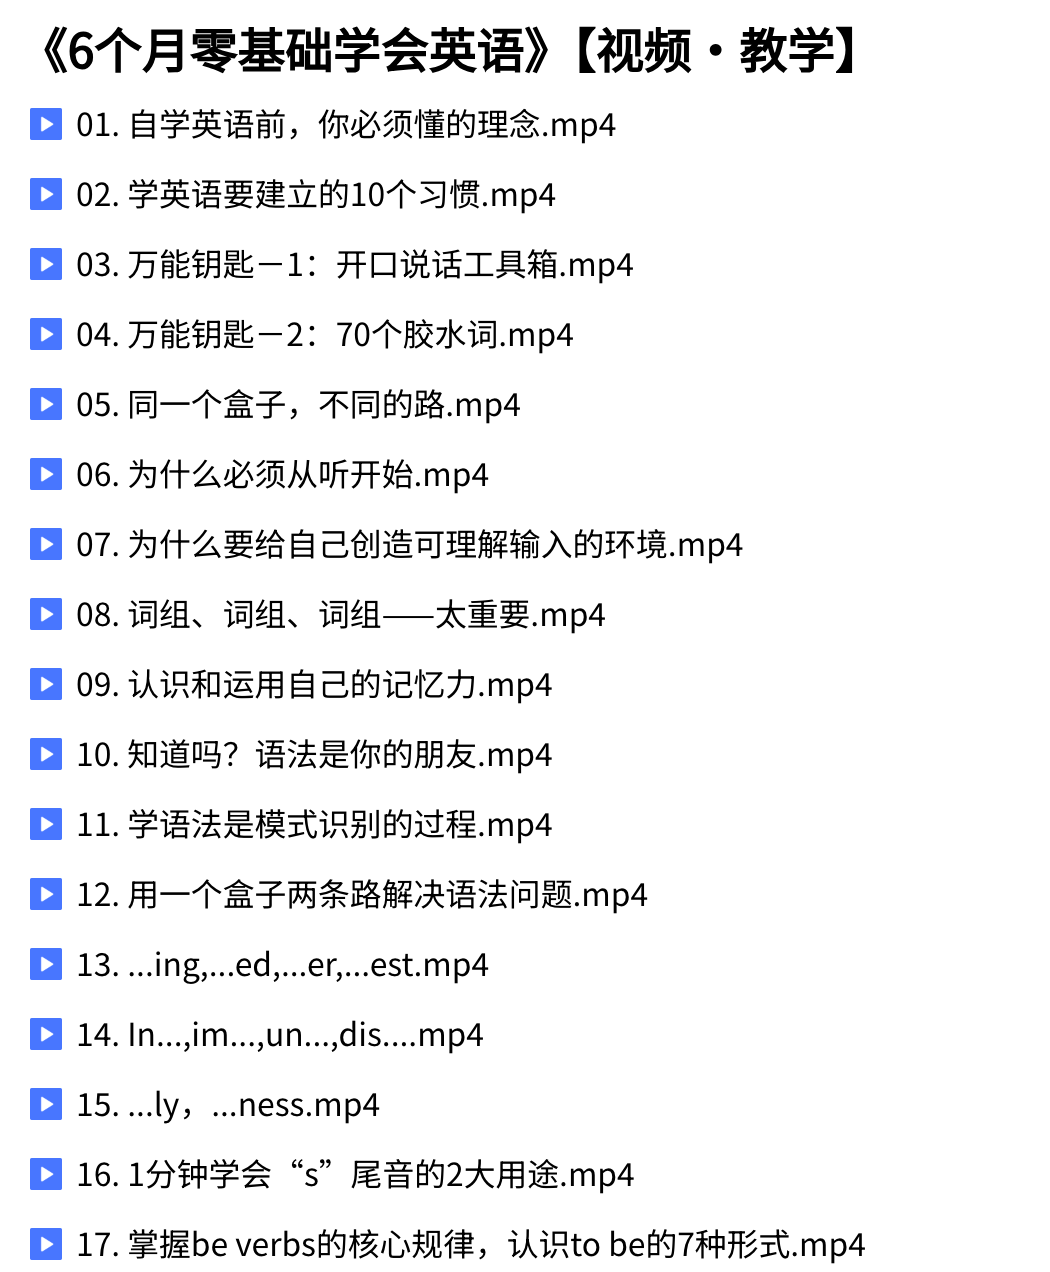 《6个月零基础学会英语》【视频·教学】
01. 自学英语前，你必须懂的理念.mp4
02. 学英语要建立的10个习惯.mp4
03. 万能钥匙－1：开口说话工具箱.mp4
04. 万能钥匙－2：70个胶水词.mp4
05. 同一个盒子，不同的路.mp4
06. 为什么必须从听开始.mp4
07. 为什么要给自己创造可理解输入的环境.mp4
08. 词组、词组、词组——太重要.mp4
09. 认识和运用自己的记忆力.mp4
10. 知道吗？语法是你的朋友.mp4
11. 学语法是模式识别的过程.mp4
12. 用一个盒子两条路解决语法问题.mp4
13. ...ing,...ed,...er,...est.mp4
14. In...,im...,un...,dis....mp4
15. ...ly，...ness.mp4
16. 1分钟学会“s”尾音的2大用途.mp4
17. 掌握be verbs的核心规律，认识to be的7种形式.mp4